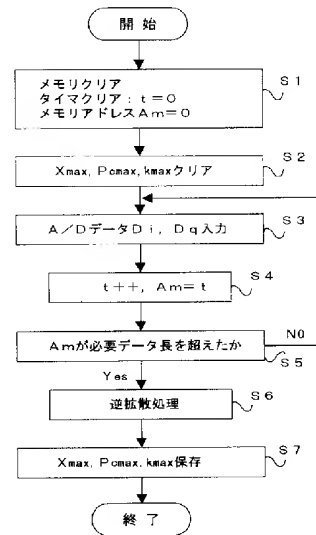 開 始
メモリクリア
タイマクリア：t＝0
メモリアドレスAm＝0
S1
Xmax, Pcmax, kmaxクリア
S2
A／DデータDi, Dq入力
S3
t＋＋, Am＝t
S4
Amが必要データ長を超えたか
NO
S5
Yes
逆拡散処理
S6
Xmax, Pcmax, kmax保存
S7
終 了